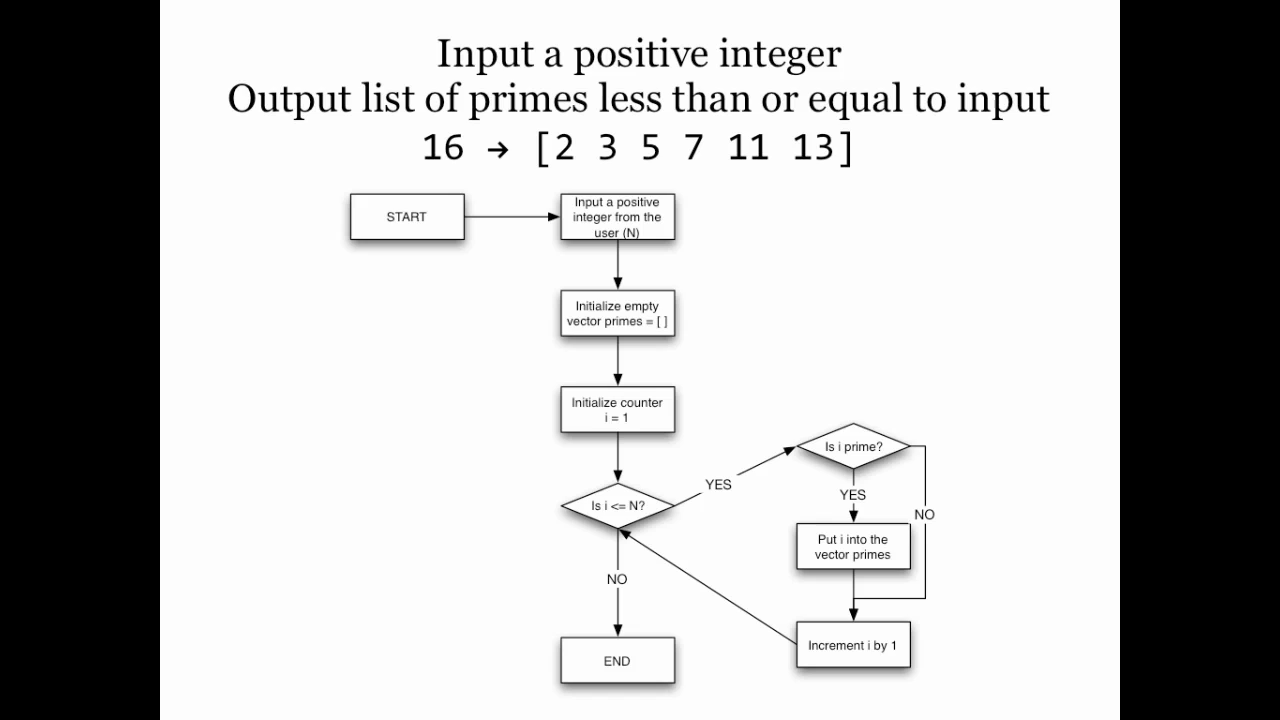 Input a positive integer
Output list of primes less than or equal to input
16 → [2 3 5 7 11 13]
START
Input a positive
integer from the
user (N)
Initialize empty
vector primes = [ ]
Initialize counter
i = 1
Is i <= N?
YES
Is i prime?
YES
NO
Put i into the
vector primes
Increment i by 1
NO
END